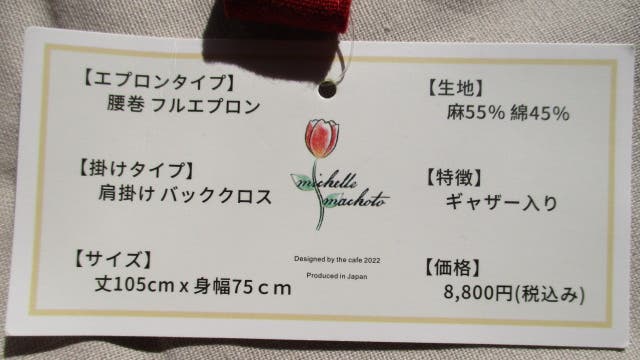 【エプロンタイプ】
腰巻 フルエプロン
【掛けタイプ】
肩掛け バッククロス
【サイズ】
丈105cm x 身幅75ｃｍ
michelle
machoto
Designed by the cafe 2022
Produced in Japan
【生地】
麻55% 綿45%
【特徴】
ギャザー入り
【価格】
8,800円(税込み)